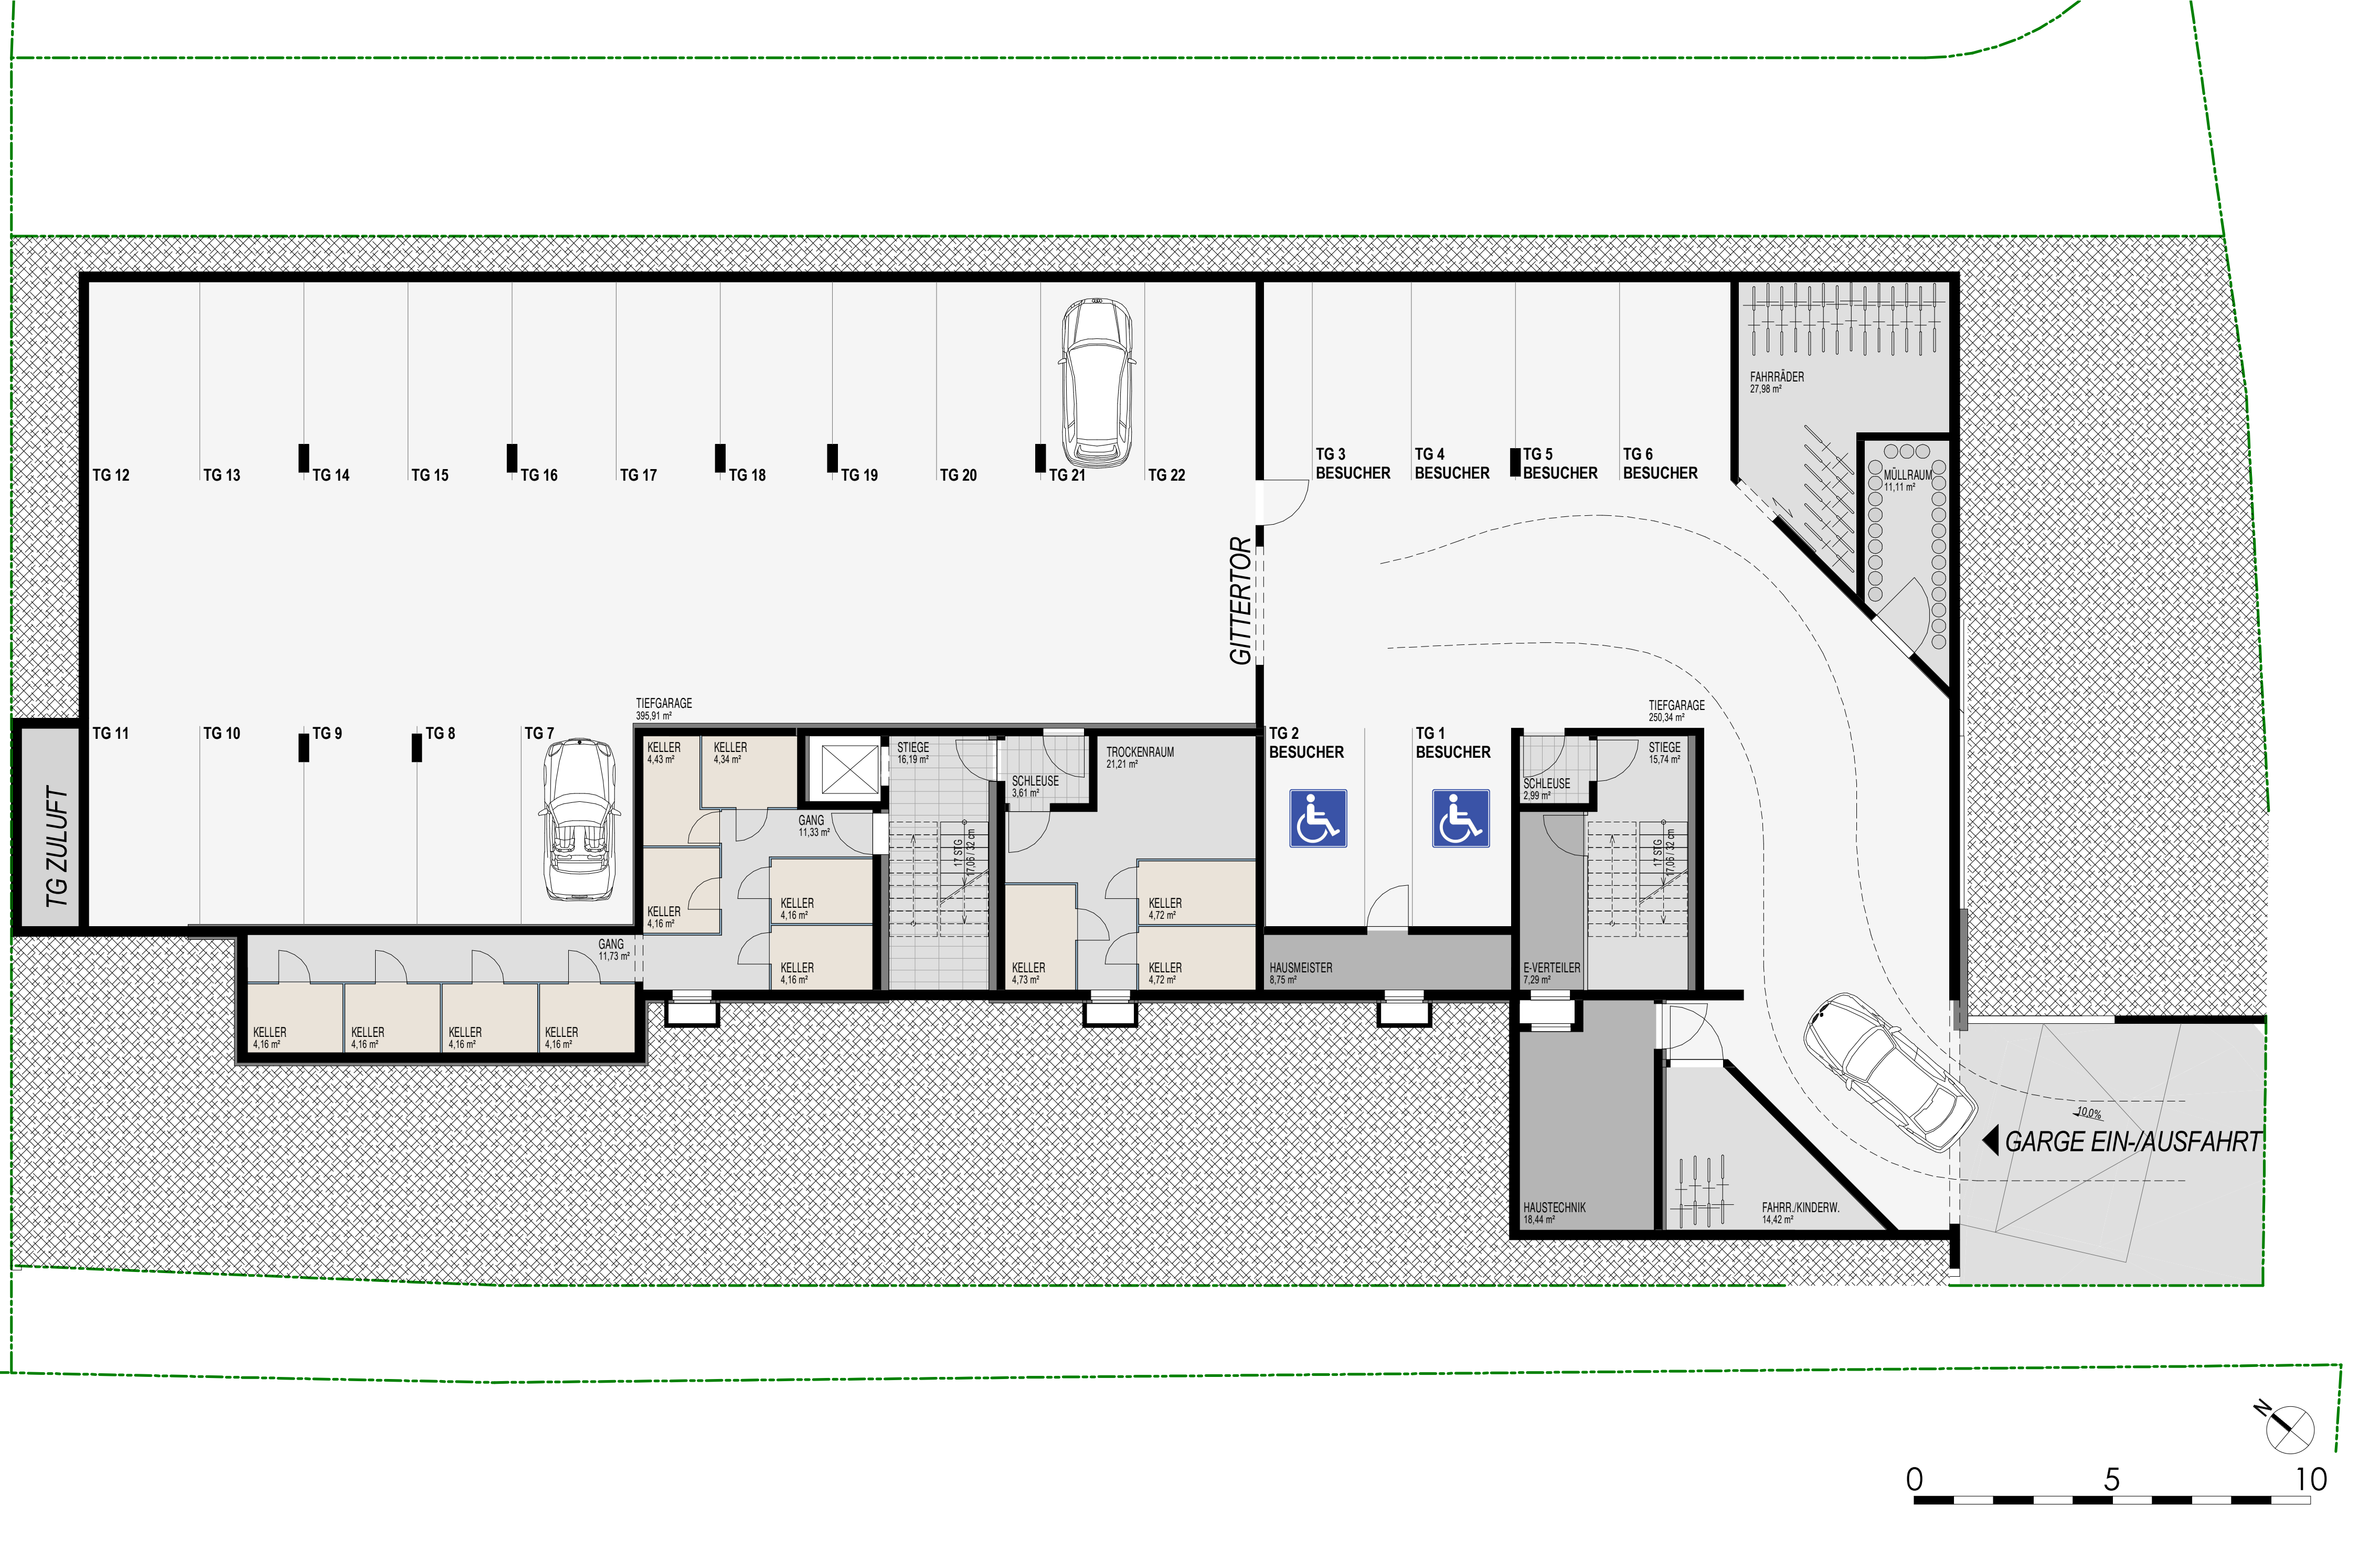 FAHRRÄDER
27,98 m²
TG 12
TG 13
TG 14
TG 15
TG 16
TG 17
TG 18
TG 19
TG 20
TG 21
TG 22
TG 3
BESUCHER
TG 4
BESUCHER
TG 5
BESUCHER
TG 6
BESUCHER
MÜLLRAUM
11,11 m²
GITTERTOR
TIEFGARAGE
395,91 m²
TIEFGARAGE
250,34 m²
TG 11
TG 10
TG 9
TG 8
TG 7
TG 2
BESUCHER
TG 1
BESUCHER
TG ZULUFT
KELLER
4,43 m²
KELLER
4,34 m²
STIEGE
16,19 m²
SCHLEUSE
3,61 m²
TROCKENRAUM
21,21 m²
STIEGE
15,74 m²
SCHLEUSE
2,99 m²
GANG
11,33 m²
17 STG
17,06 / 32 cm
17 STG
17,06 / 32 cm
KELLER
4,16 m²
KELLER
4,16 m²
KELLER
4,16 m²
KELLER
4,72 m²
KELLER
4,73 m²
KELLER
4,72 m²
HAUSMEISTER
8,75 m²
E-VERTEILER
7,29 m²
GANG
11,73 m²
KELLER
4,16 m²
KELLER
4,16 m²
KELLER
4,16 m²
KELLER
4,16 m²
10,0%
GARGE EIN-/AUSFAHRT
HAUSTECHNIK
18,44 m²
FAHRR./KINDERW.
14,42 m²
N
0 5 10